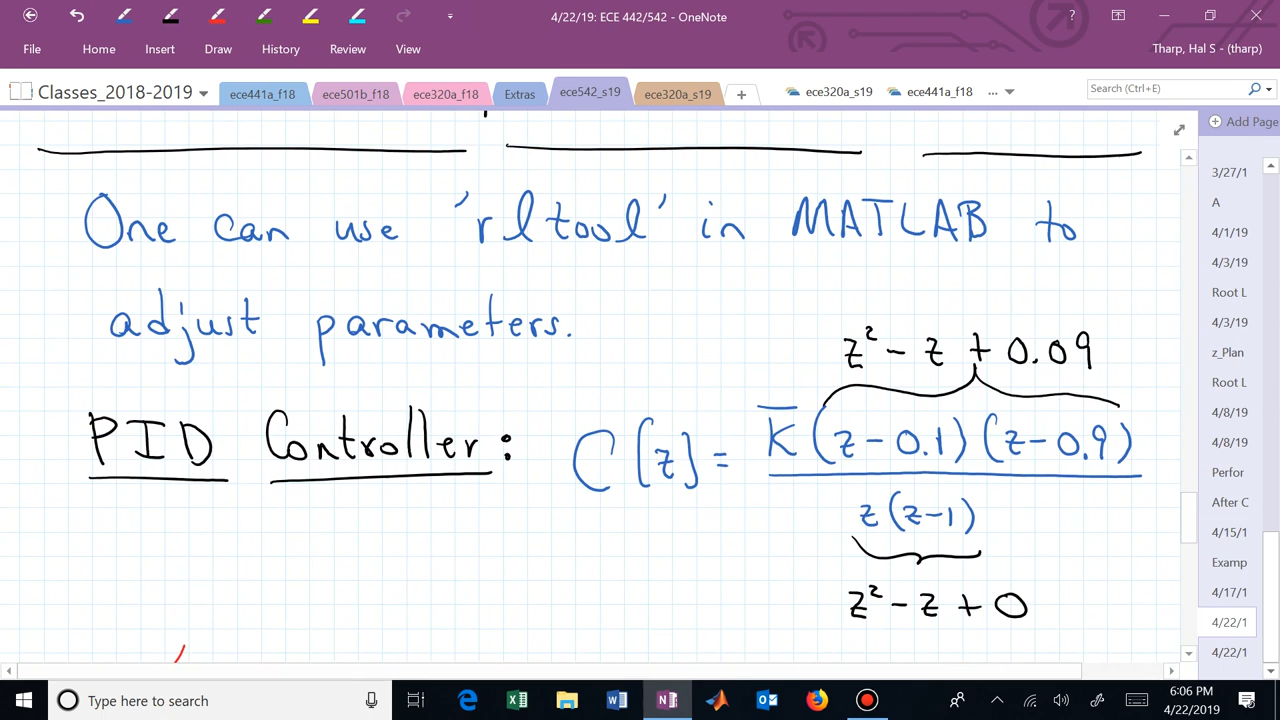 4/22/19: ECE 442/542 - OneNote
File Home Insert Draw History Review View
Tharp, Hal S - (tharp)
Classes_2018-2019
ece441a_f18 ece501b_f18 ece320a_f18 Extras ece542_s19 ece320a_s19
ece320a_s19 ece441a_f18 ...
Search (Ctrl+E)
One can use 'rltool' in MATLAB to
adjust parameters.
z² - z + 0.09
PID Controller: C[z] = K̅(z-0.1)(z-0.9)
z(z-1)
z² - z + 0
Add Page
3/27/1
A
4/1/19
4/3/19
Root L
4/3/19
z_Plan
Root L
4/8/19
4/8/19
Perfor
After C
4/15/1
Examp
4/17/1
4/22/1
4/22/1
Type here to search
6:06 PM
4/22/2019